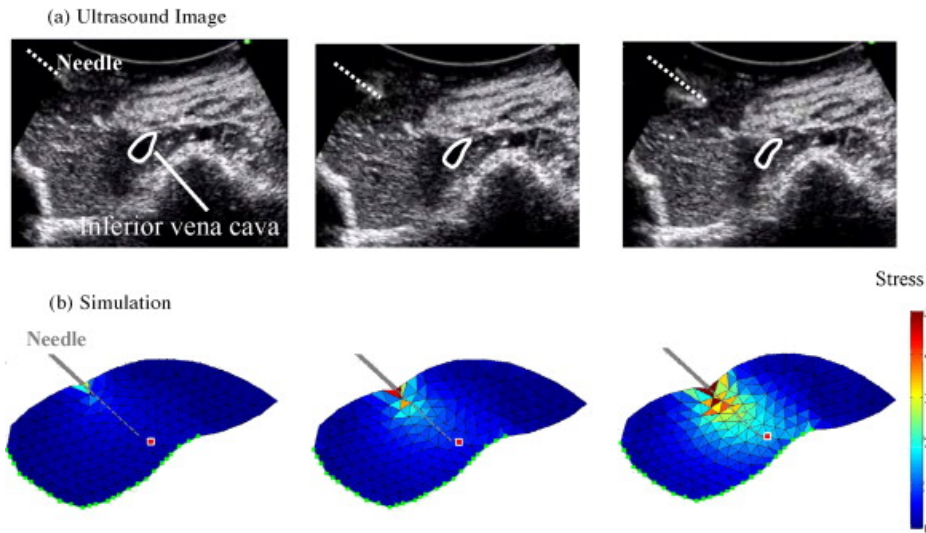 (a) Ultrasound Image
Needle
Inferior vena cava
Stress
(b) Simulation
Needle